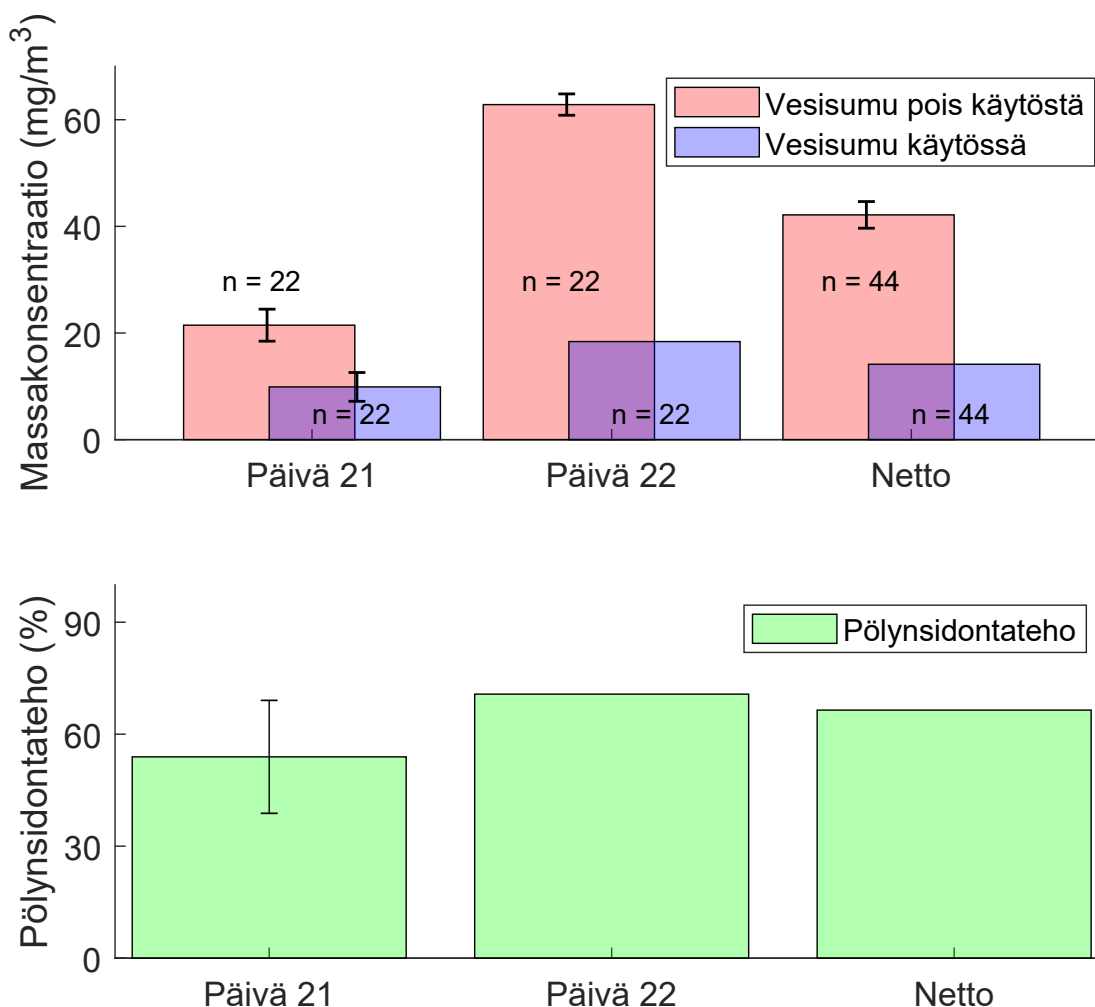 Massakonsentraatio (mg/m³)
60
40
20
0
Vesisumu pois käytöstä
Vesisumu käytössä
n = 22
n = 22
n = 44
n = 22
n = 22
n = 44
Päivä 21
Päivä 22
Netto
Pölynsidontateho (%)
90
60
30
0
Pölynsidontateho
Päivä 21
Päivä 22
Netto